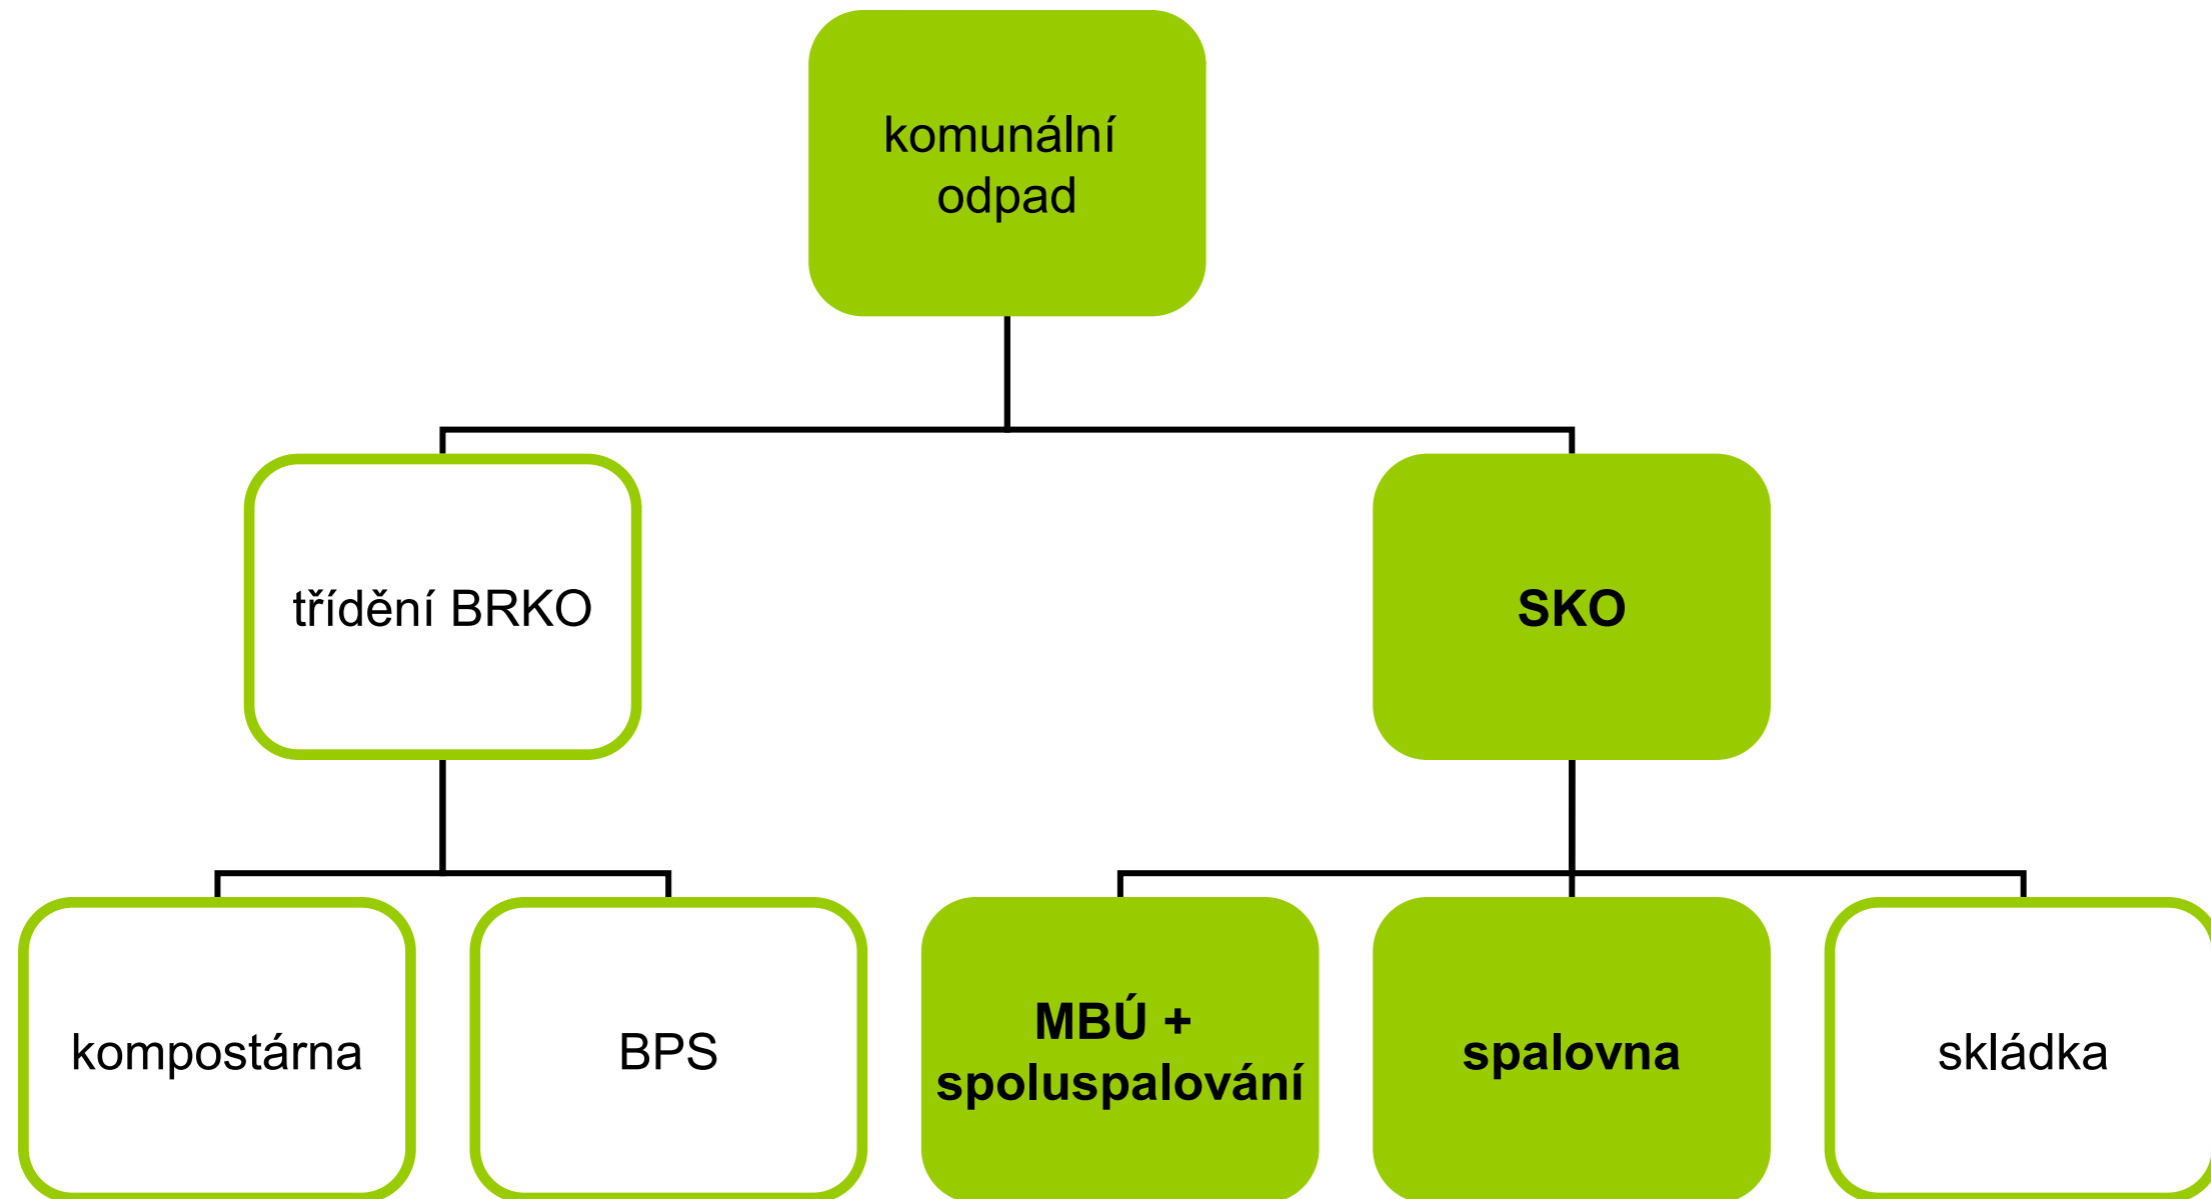 komunální
odpad
třídění BRKO
SKO
kompostárna
BPS
MBÚ +
spoluspalování
spalovna
skládka